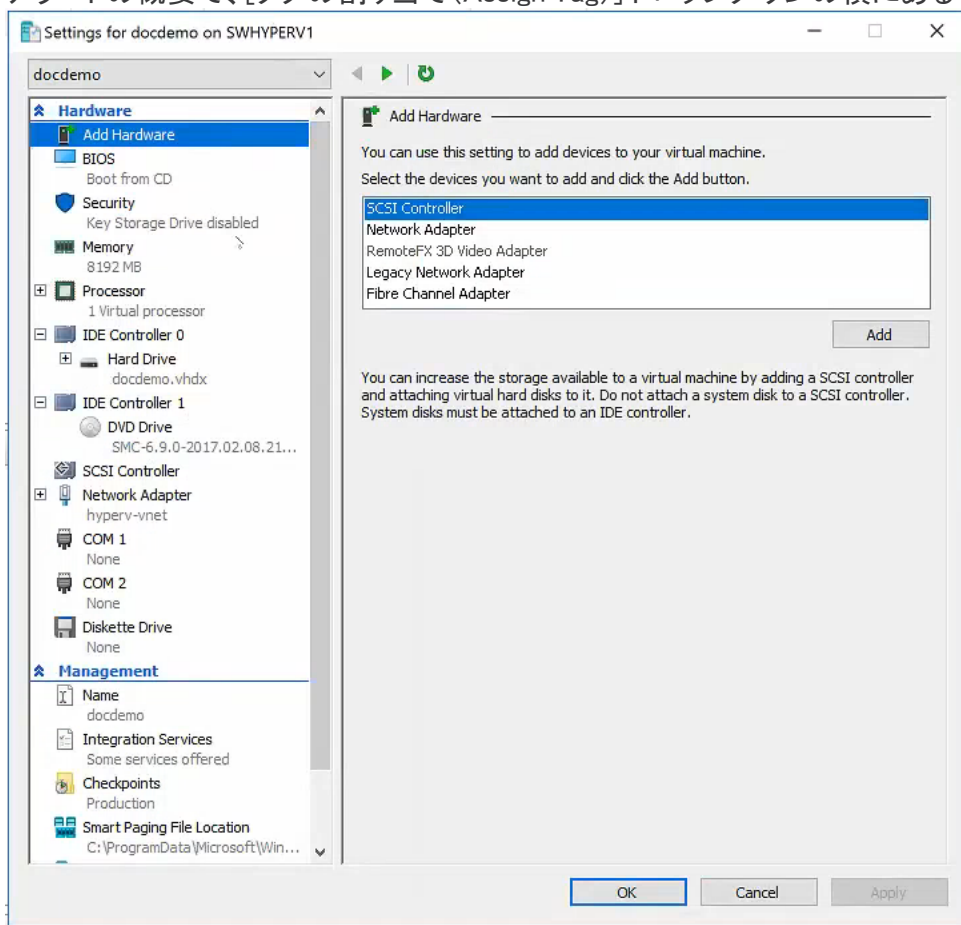 Settings for docdemo on SWHYPERV1
docdemo
Hardware
Add Hardware
BIOS
Boot from CD
Security
Key Storage Drive disabled
Memory
8192 MB
Processor
1 Virtual processor
IDE Controller 0
Hard Drive
docdemo.vhdx
IDE Controller 1
DVD Drive
SMC-6.9.0-2017.02.08.21...
SCSI Controller
Network Adapter
hyperv-vnet
COM 1
None
COM 2
None
Diskette Drive
None
Management
Name
docdemo
Integration Services
Some services offered
Checkpoints
Production
Smart Paging File Location
C:\ProgramData\Microsoft\Win...
Add Hardware
You can use this setting to add devices to your virtual machine.
Select the devices you want to add and click the Add button.
SCSI Controller
Network Adapter
RemoteFX 3D Video Adapter
Legacy Network Adapter
Fibre Channel Adapter
Add
You can increase the storage available to a virtual machine by adding a SCSI controller
and attaching virtual hard disks to it. Do not attach a system disk to a SCSI controller.
System disks must be attached to an IDE controller.
OK
Cancel
Apply